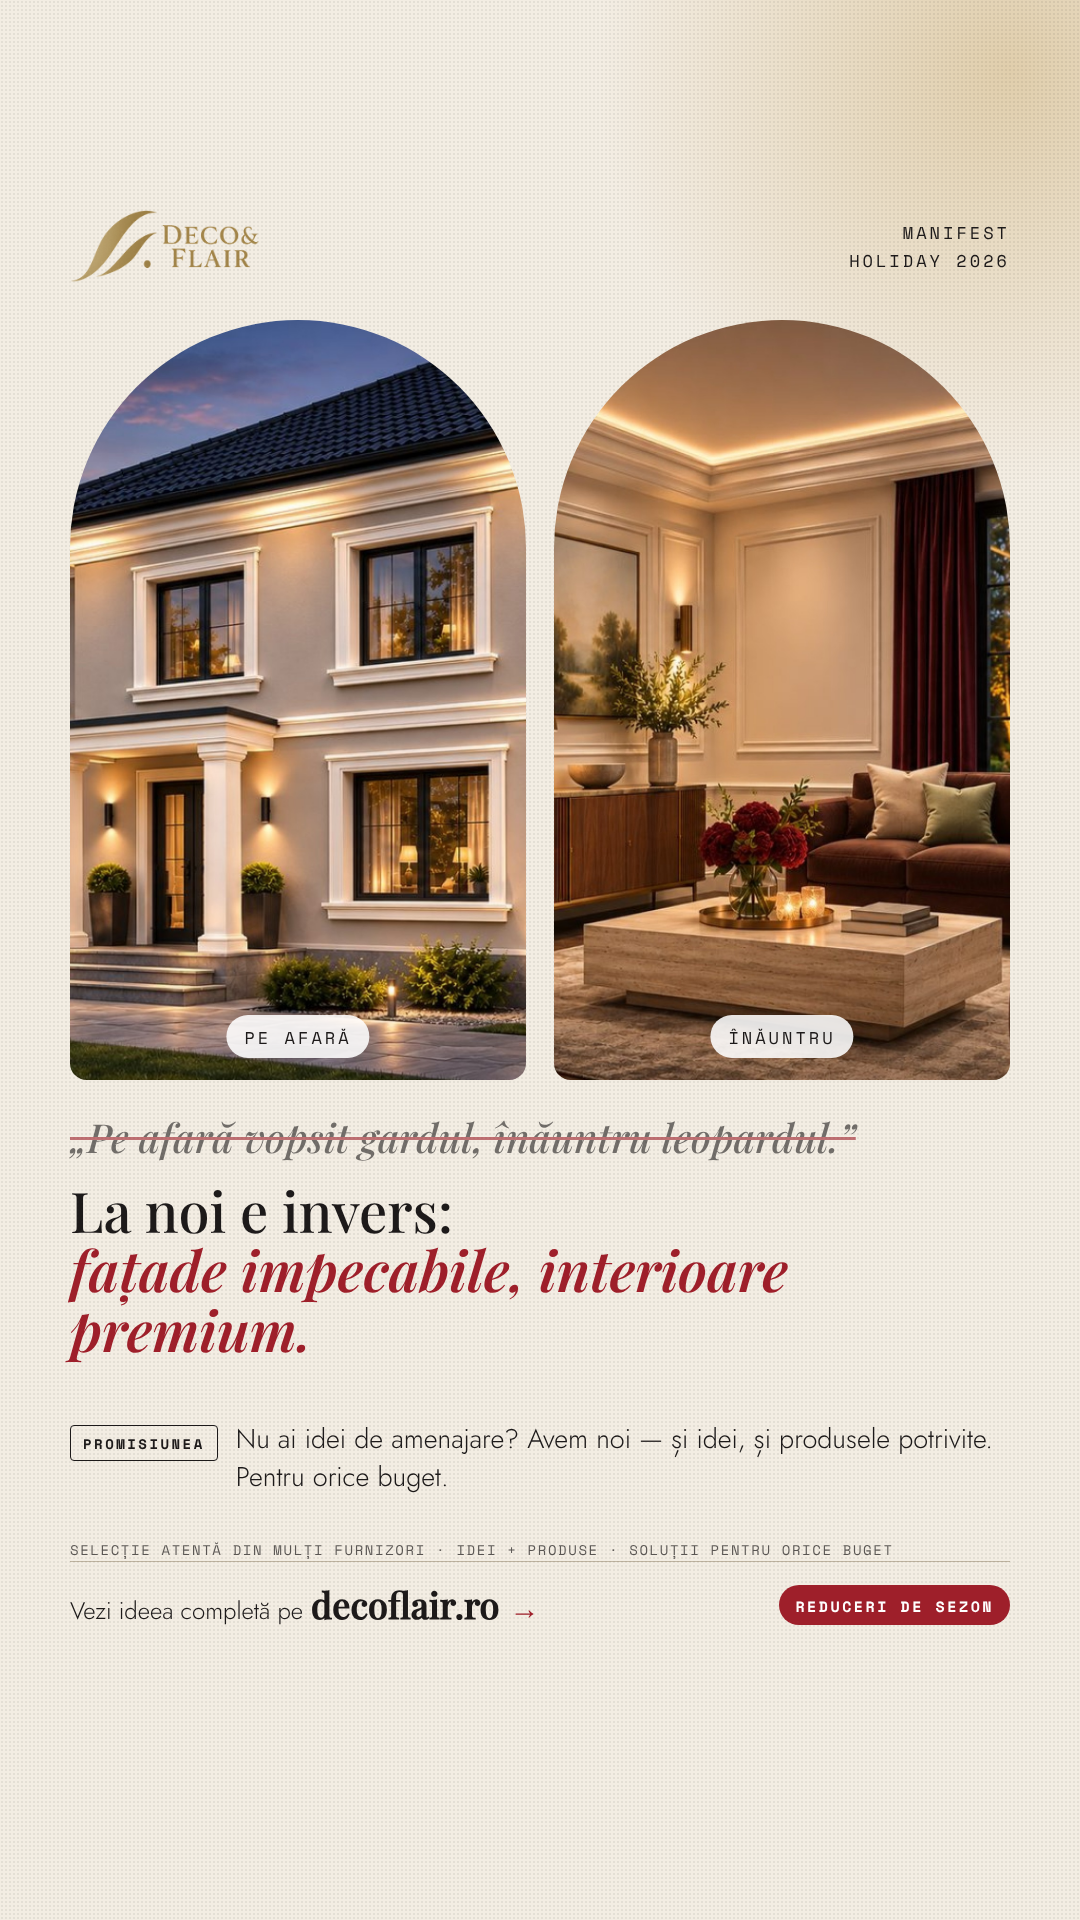 DECO&
FLAIR
MANIFEST
HOLIDAY 2026
PE AFARĂ
ÎNĂUNTRU
„Pe afară vopsit gardul, înăuntru leopardul.”
La noi e invers:
fațade impecabile, interioare
premium.
PROMISIUNEA
Nu ai idei de amenajare? Avem noi — și idei, și produsele potrivite.
Pentru orice buget.
SELECȚIE ATENTĂ DIN MULȚI FURNIZORI · IDEI + PRODUSE · SOLUȚII PENTRU ORICE BUGET
Vezi ideea completă pe decoflair.ro →
REDUCERI DE SEZON